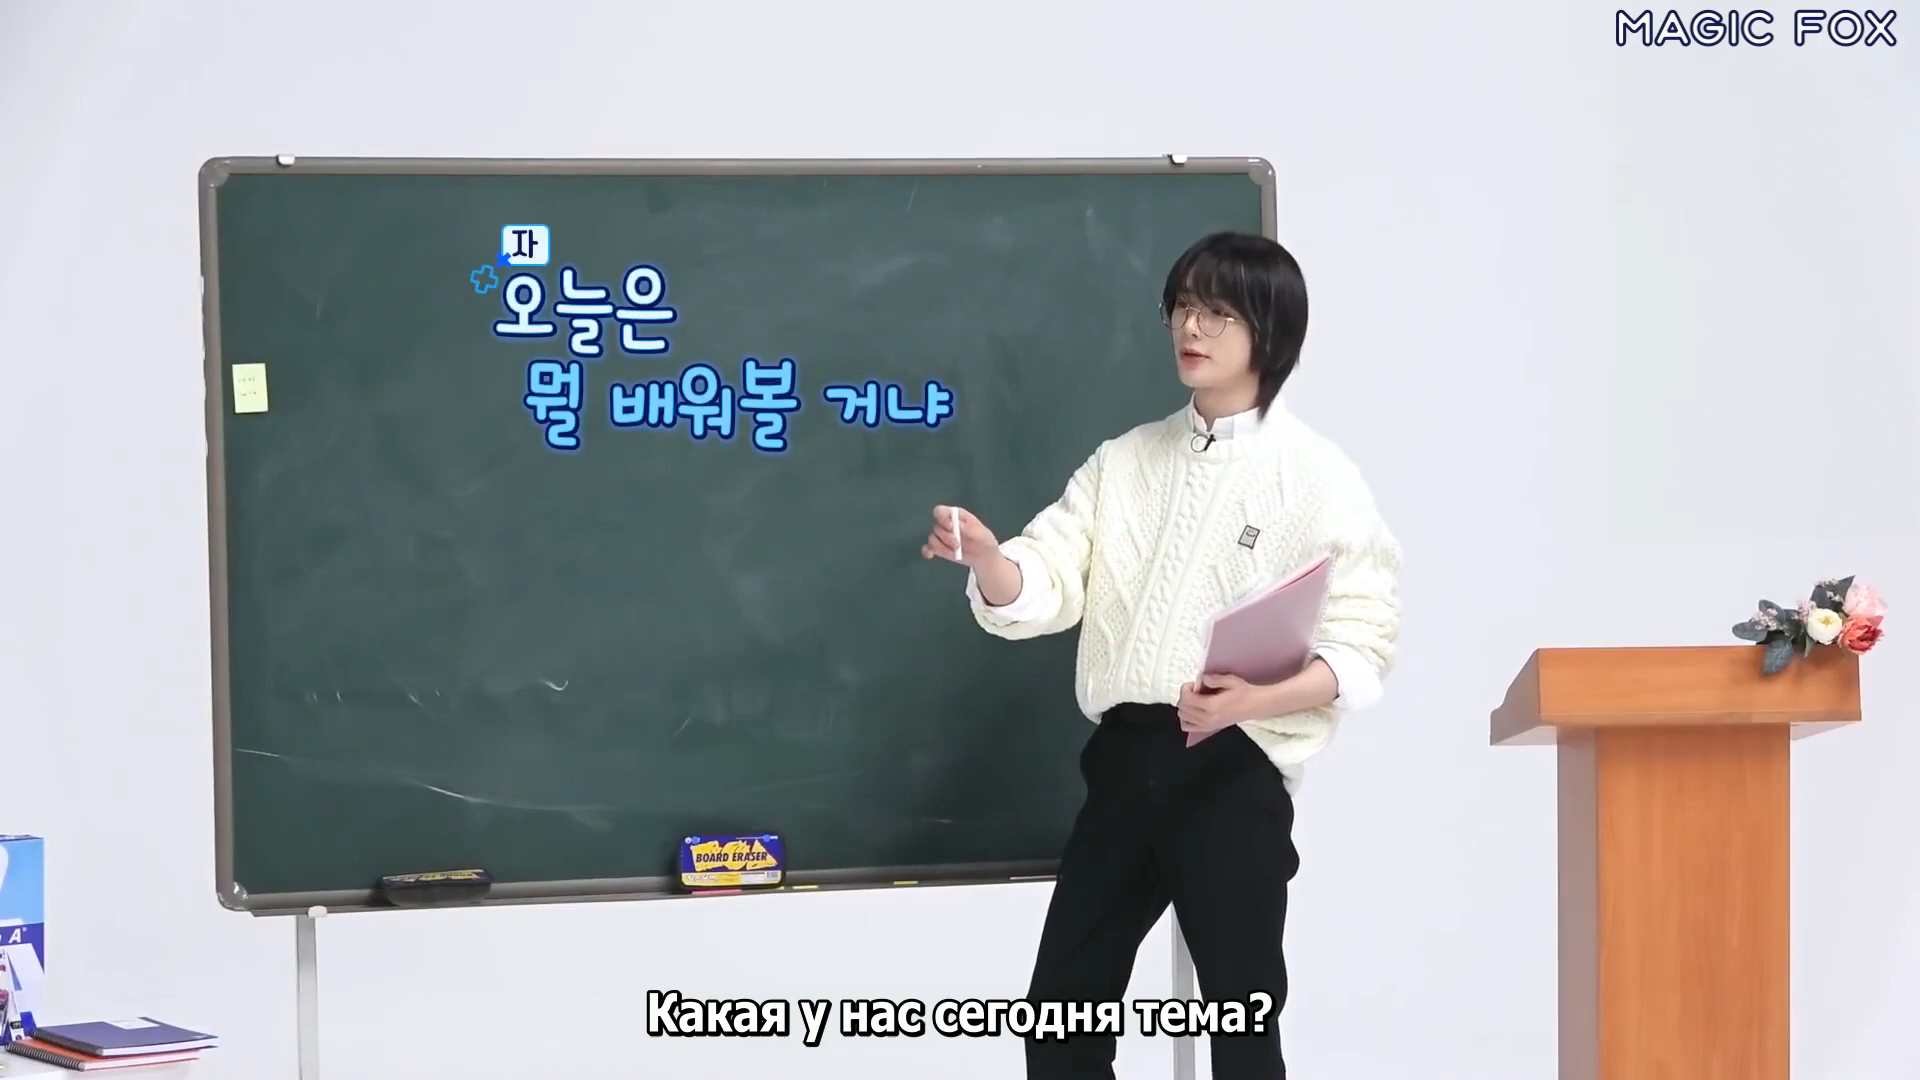 MAGIC FOX
자
오늘은
뭘 배워볼 거냐
BOARD ERASER
A+
Какая у нас сегодня тема?